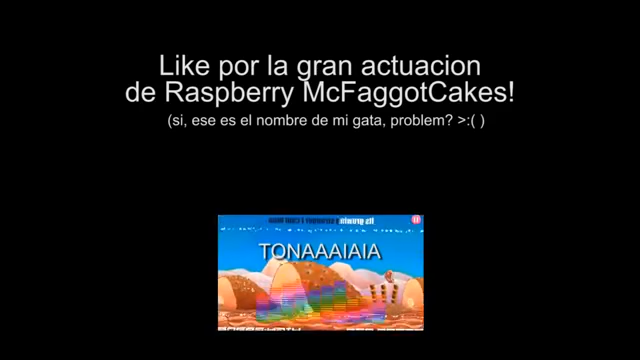 Like por la gran actuacion
de Raspberry McFaggotCakes!
(si, ese es el nombre de mi gata, problem? >:( )
TONAAAIAIA